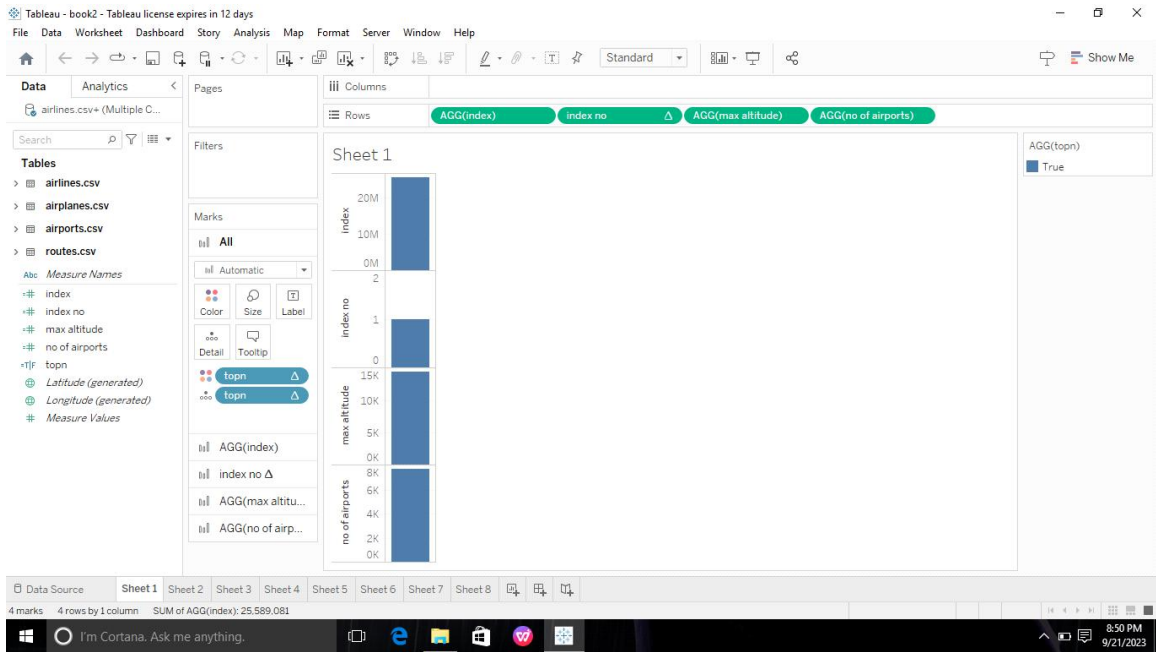 Tableau - book2 - Tableau license expires in 12 days
File Data Worksheet Dashboard Story Analysis Map Format Server Window Help
Standard
Show Me
Data Analytics
airlines.csv+ (Multiple C...
Search
Tables
airlines.csv
airplanes.csv
airports.csv
routes.csv
Abc Measure Names
=# index
=# index no
=# max altitude
=# no of airports
=T|F topn
Latitude (generated)
Longitude (generated)
# Measure Values
Pages
Filters
Marks
All
Automatic
Color Size Label
Detail Tooltip
topn Δ
topn Δ
AGG(index)
index no Δ
AGG(max altitu...
AGG(no of airp...
iii Columns
Rows AGG(index) index no Δ AGG(max altitude) AGG(no of airports)
Sheet 1
index
20M
10M
0M
index no
2
1
0
max altitude
15K
10K
5K
0K
no of airports
8K
6K
4K
2K
0K
AGG(topn)
True
Data Source Sheet 1 Sheet 2 Sheet 3 Sheet 4 Sheet 5 Sheet 6 Sheet 7 Sheet 8
4 marks 4 rows by 1 column SUM of AGG(index): 25,589,081
I'm Cortana. Ask me anything.
8:50 PM
9/21/2023